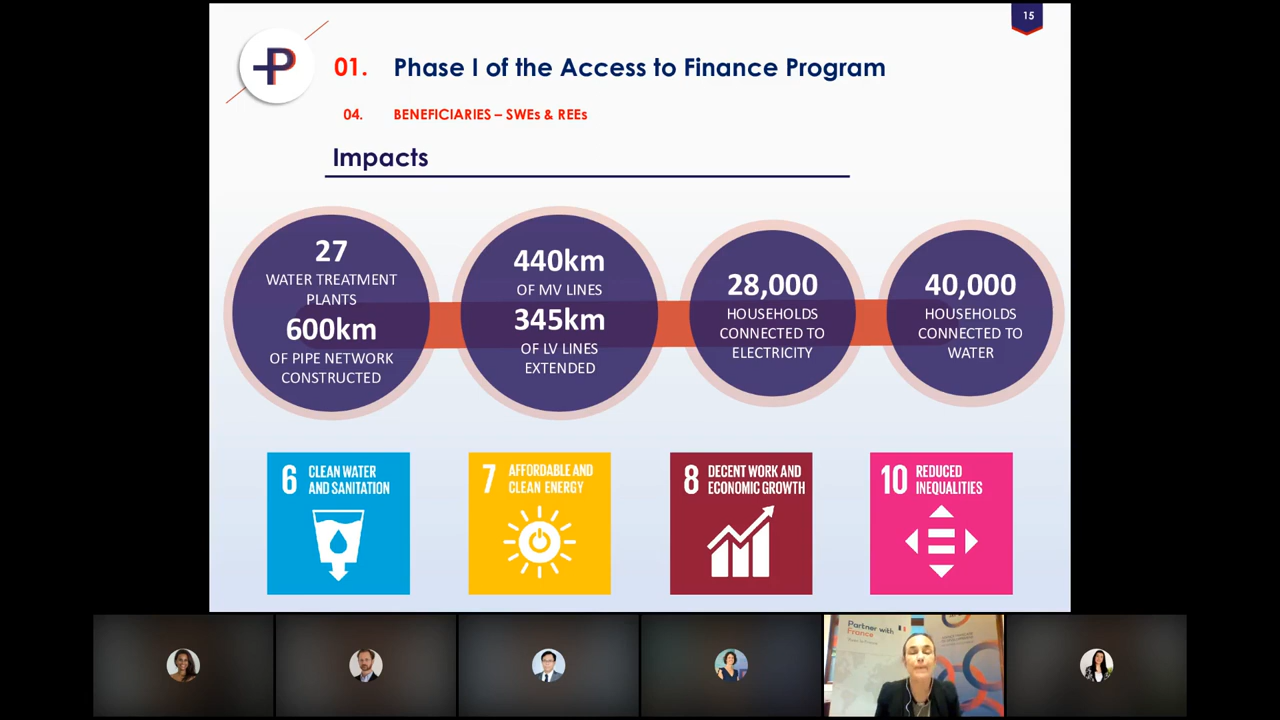 15
P
01. Phase I of the Access to Finance Program
04. BENEFICIARIES – SWEs & REEs
Impacts
27
WATER TREATMENT
PLANTS
600km
OF PIPE NETWORK
CONSTRUCTED
440km
OF MV LINES
345km
OF LV LINES
EXTENDED
28,000
HOUSEHOLDS
CONNECTED TO
ELECTRICITY
40,000
HOUSEHOLDS
CONNECTED TO
WATER
6 CLEAN WATER
AND SANITATION
7 AFFORDABLE AND
CLEAN ENERGY
8 DECENT WORK AND
ECONOMIC GROWTH
10 REDUCED
INEQUALITIES
Partner with
France